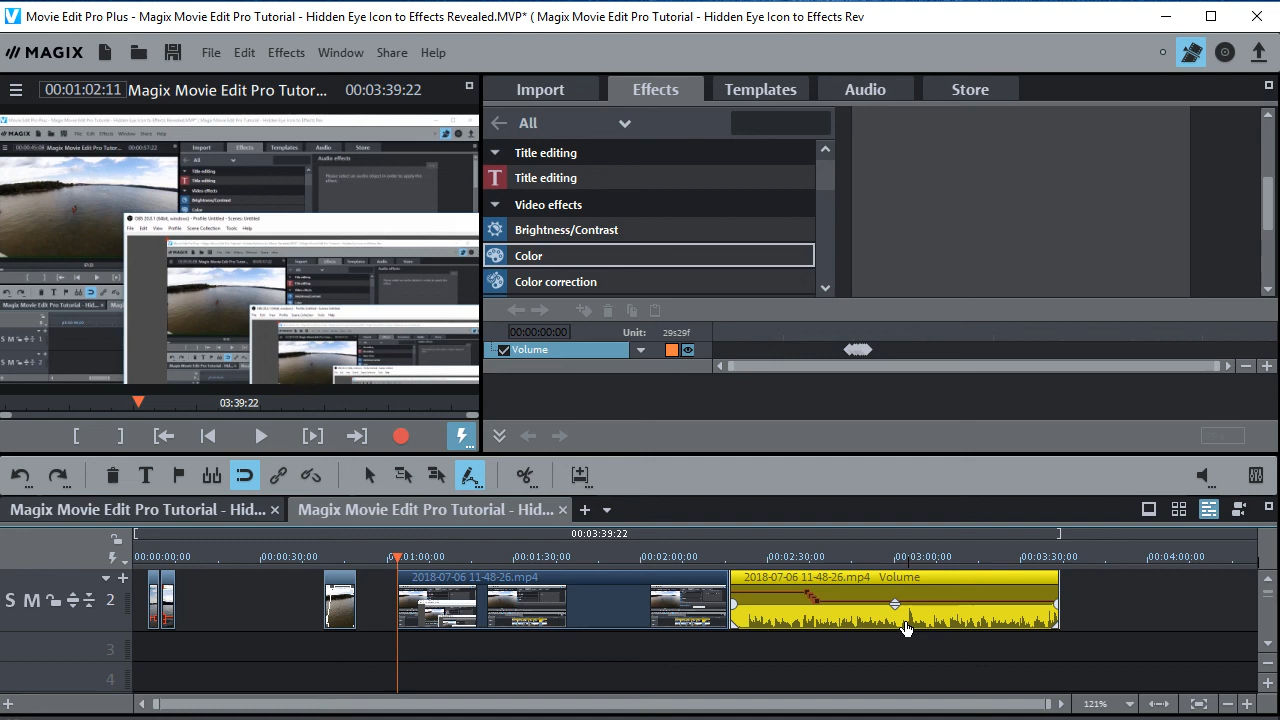 Movie Edit Pro Plus - Magix Movie Edit Pro Tutorial - Hidden Eye Icon to Effects Revealed.MVP* ( Magix Movie Edit Pro Tutorial - Hidden Eye Icon to Effects Rev
MAGIX File Edit Effects Window Share Help
00:01:02:11 Magix Movie Edit Pro Tutor... 00:03:39:22
Import Effects Templates Audio Store
All
Title editing
T Title editing
Video effects
Brightness/Contrast
Color
Color correction
00:00:00:00 Unit: 29s29f
Volume
03:39:22
Magix Movie Edit Pro Tutorial - Hid... Magix Movie Edit Pro Tutorial - Hid...
00:03:39:22
00:00:00:00 00:00:30:00 00:01:00:00 00:01:30:00 00:02:00:00 00:02:30:00 00:03:00:00 00:03:30:00 00:04:00:00
2018-07-06 11-48-26.mp4 2018-07-06 11-48-26.mp4 Volume
S M 2
3
4
121%